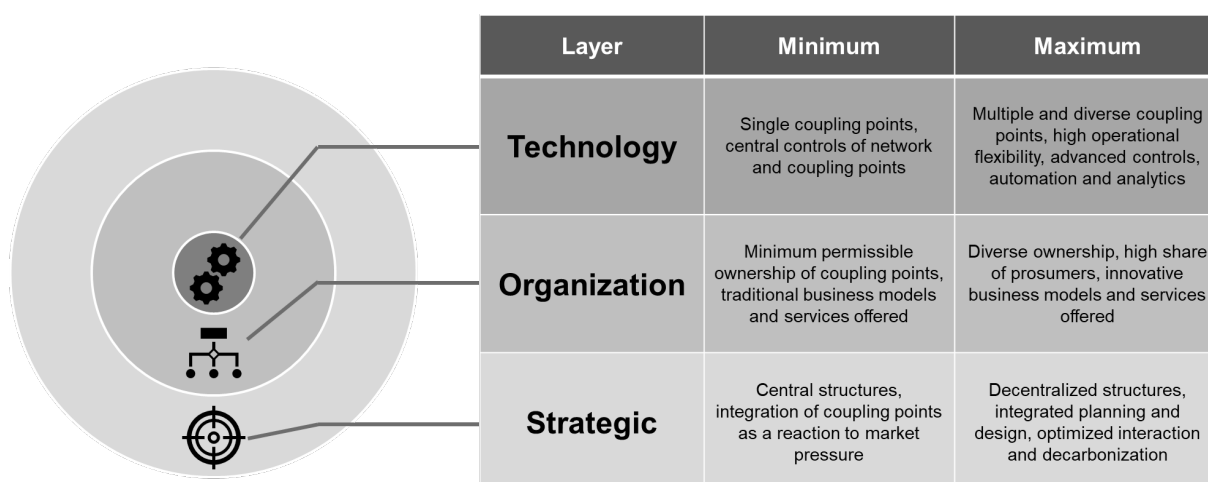 Layer Minimum Maximum
Technology
Single coupling points,
central controls of network
and coupling points
Multiple and diverse coupling
points, high operational
flexibility, advanced controls,
automation and analytics
Organization
Minimum permissible
ownership of coupling points,
traditional business models
and services offered
Diverse ownership, high share
of prosumers, innovative
business models and services
offered
Strategic
Central structures,
integration of coupling points
as a reaction to market
pressure
Decentralized structures,
integrated planning and
design, optimized interaction
and decarbonization